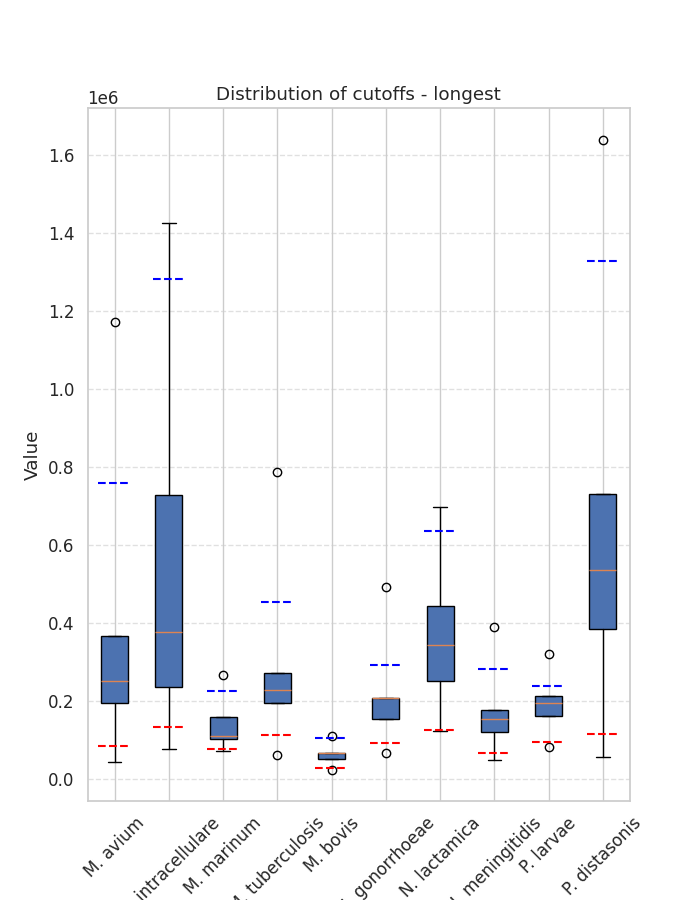 Distribution of cutoffs - longest
1e6
1.6
1.4
1.2
1.0
0.8
0.6
0.4
0.2
0.0
Value
M. avium
intracellulare
M. marinum
M. tuberculosis
M. bovis
gonorrhoeae
N. lactamica
meningitidis
P. larvae
P. distasonis